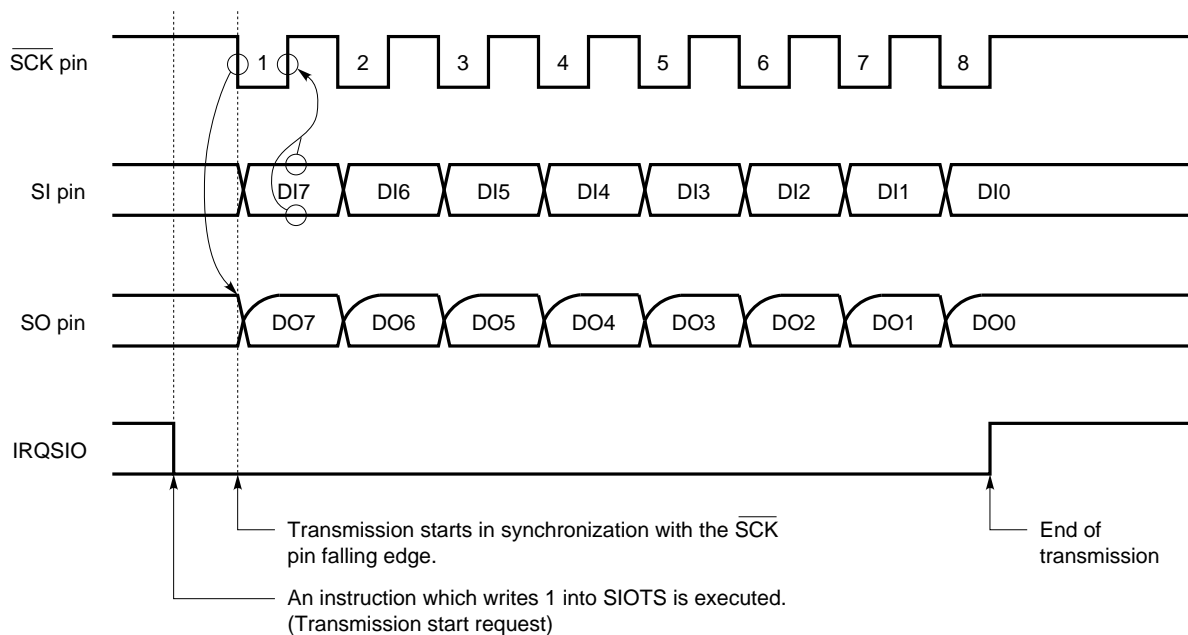 SCK pin
1 2 3 4 5 6 7 8
SI pin
DI7 DI6 DI5 DI4 DI3 DI2 DI1 DI0
SO pin
DO7 DO6 DO5 DO4 DO3 DO2 DO1 DO0
IRQSIO
Transmission starts in synchronization with the SCK
pin falling edge.
End of
transmission
An instruction which writes 1 into SIOTS is executed.
(Transmission start request)